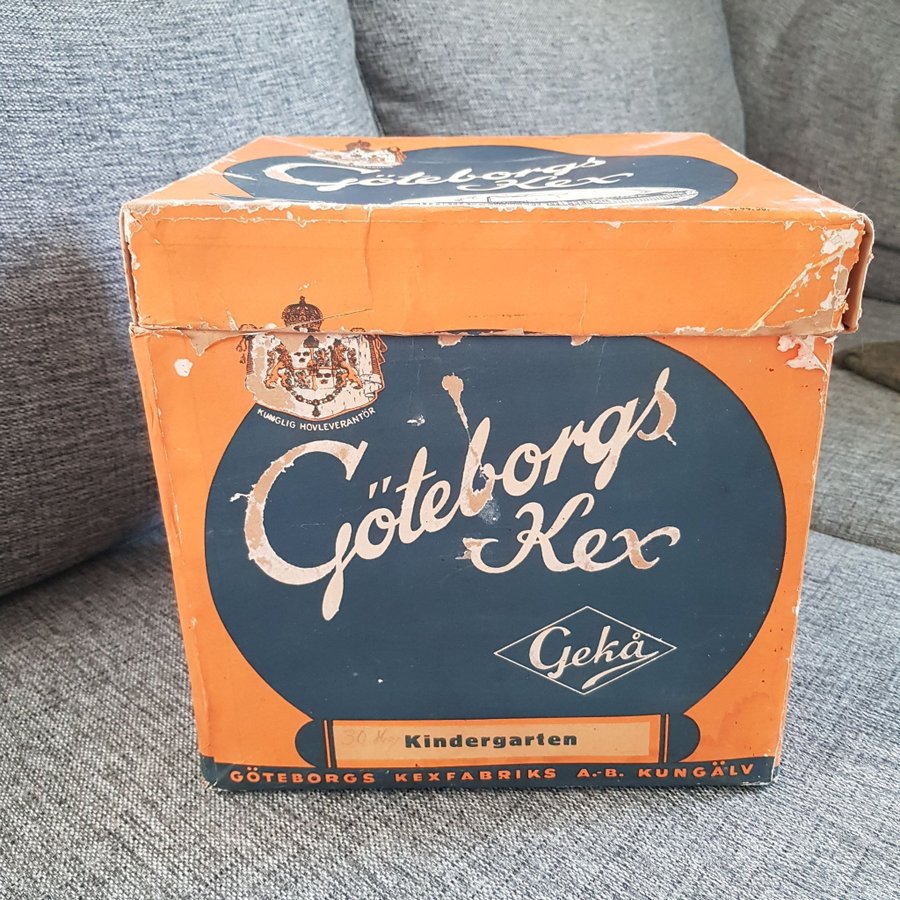 Göteborgs
Kex
KUNGLIG HOVLEVERANTÖR
Göteborgs
Kex
Gekå
Kindergarten
GÖTEBORGS KEXFABRIKS A.-B. KUNGÄLV